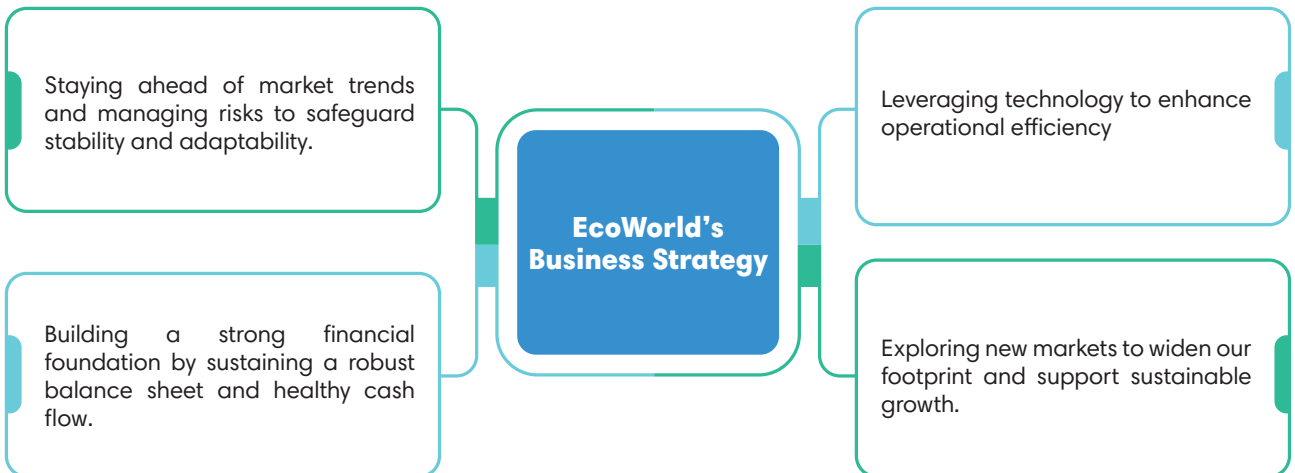 Staying ahead of market trends
and managing risks to safeguard
stability and adaptability.
Building a strong financial
foundation by sustaining a robust
balance sheet and healthy cash
flow.
EcoWorld’s
Business Strategy
Leveraging technology to enhance
operational efficiency
Exploring new markets to widen our
footprint and support sustainable
growth.